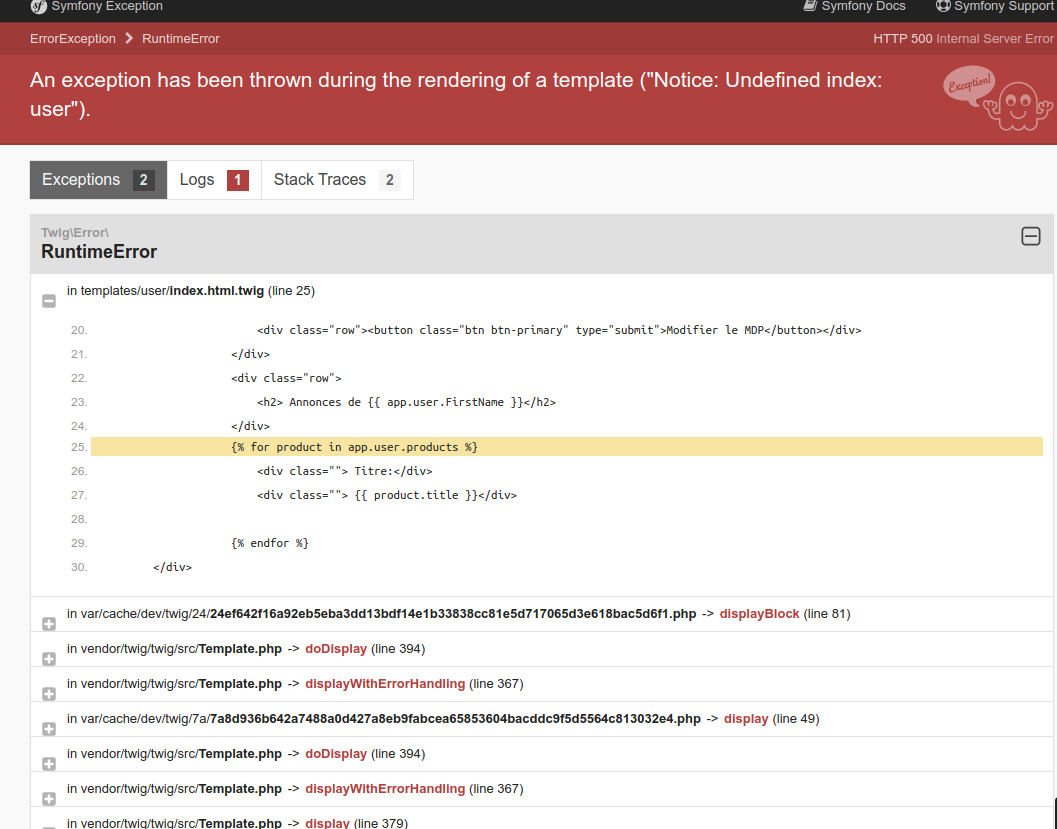 Symfony Exception
Symfony Docs
Symfony Support
ErrorException > RuntimeError
HTTP 500 Internal Server Error
An exception has been thrown during the rendering of a template ("Notice: Undefined index:
user").
Exception!
Exceptions 2
Logs 1
Stack Traces 2
Twig\Error\
RuntimeError
in templates/user/index.html.twig (line 25)
20. <div class="row"><button class="btn btn-primary" type="submit">Modifier le MDP</button></div>
21. </div>
22. <div class="row">
23. <h2> Annonces de {{ app.user.FirstName }}</h2>
24. </div>
25. {% for product in app.user.products %}
26. <div class=""> Titre:</div>
27. <div class=""> {{ product.title }}</div>
28.
29. {% endfor %}
30. </div>
in var/cache/dev/twig/24/24ef642f16a92eb5eba3dd13bdf14e1b33838cc81e5d717065d3e618bac5d6f1.php -> displayBlock (line 81)
in vendor/twig/twig/src/Template.php -> doDisplay (line 394)
in vendor/twig/twig/src/Template.php -> displayWithErrorHandling (line 367)
in var/cache/dev/twig/7a/7a8d936b642a7488a0d427a8eb9fabcea65853604bacddc9f5d5564c813032e4.php -> display (line 49)
in vendor/twig/twig/src/Template.php -> doDisplay (line 394)
in vendor/twig/twig/src/Template.php -> displayWithErrorHandling (line 367)
in vendor/twig/twig/src/Template.php -> display (line 379)